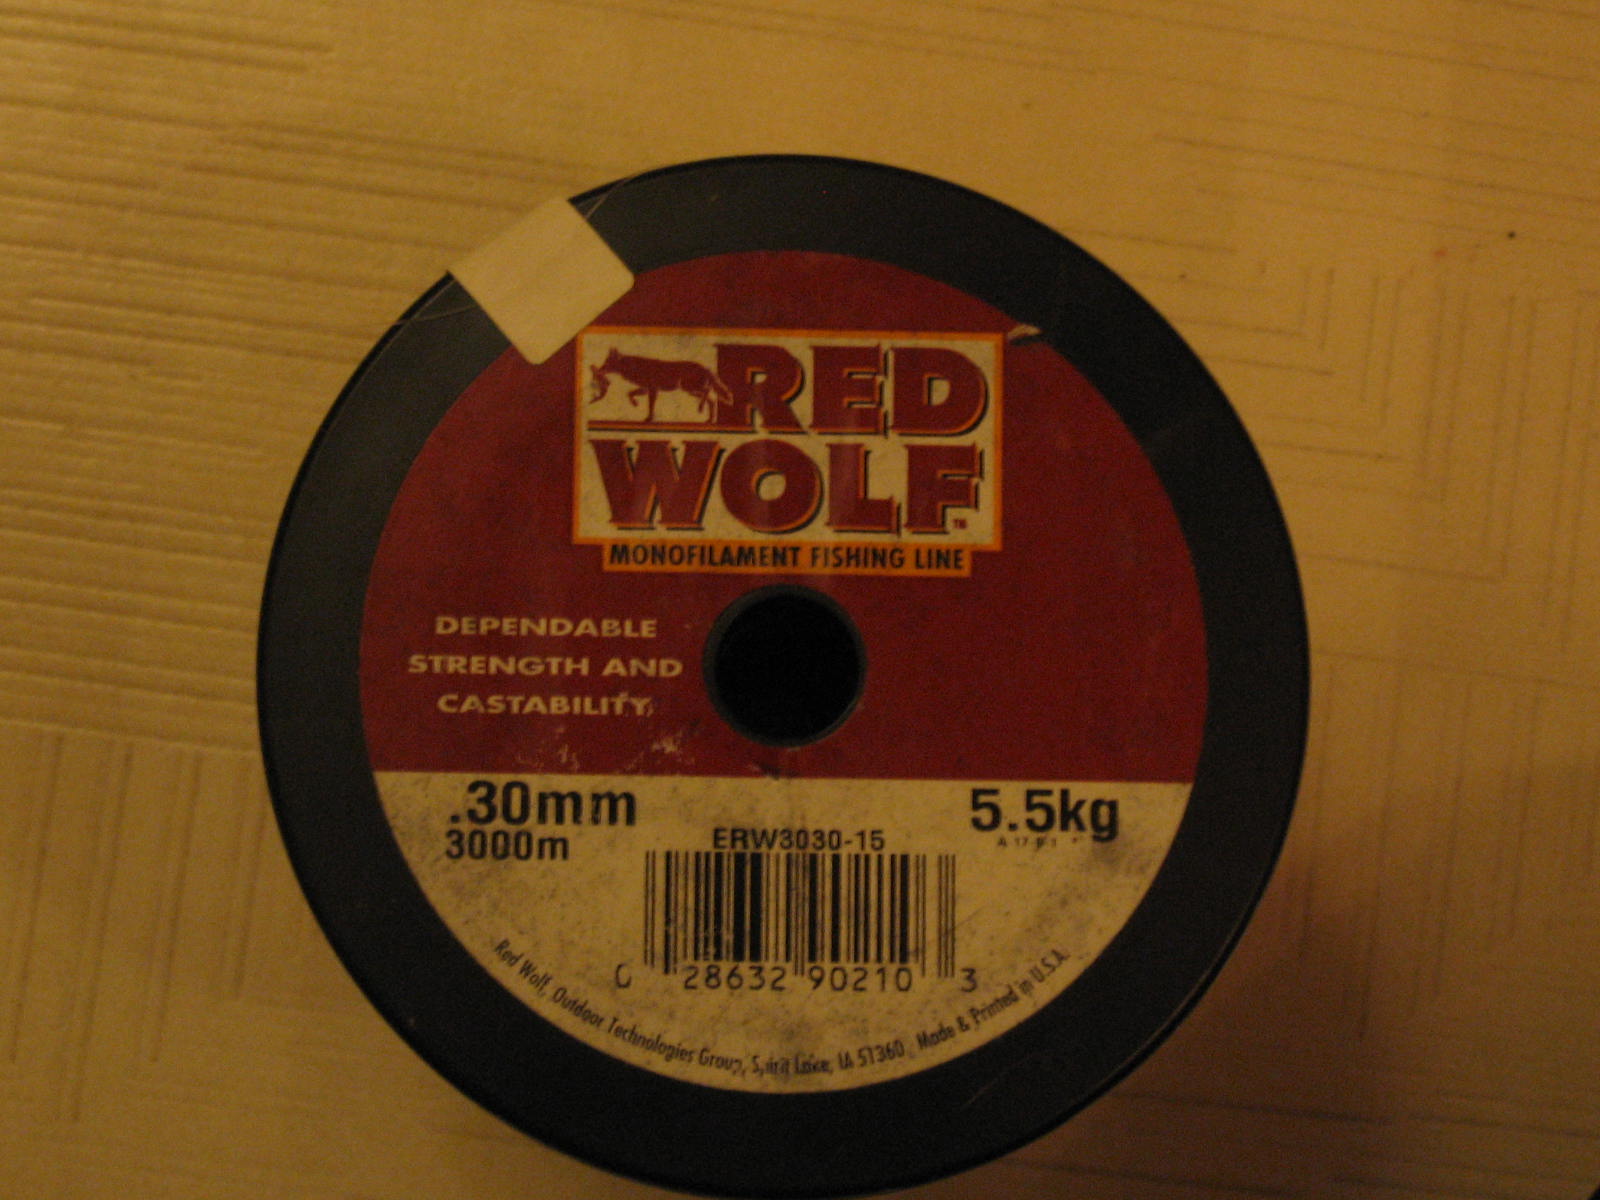 RED
WOLF™
MONOFILAMENT FISHING LINE
DEPENDABLE
STRENGTH AND
CASTABILITY
.30mm
5.5kg
3000m
ERW3030-15
0 28632 90210 3
Red Wolf, Outdoor Technologies Group, Spirit Lake, IA 51360 Made & Printed in U.S.A.